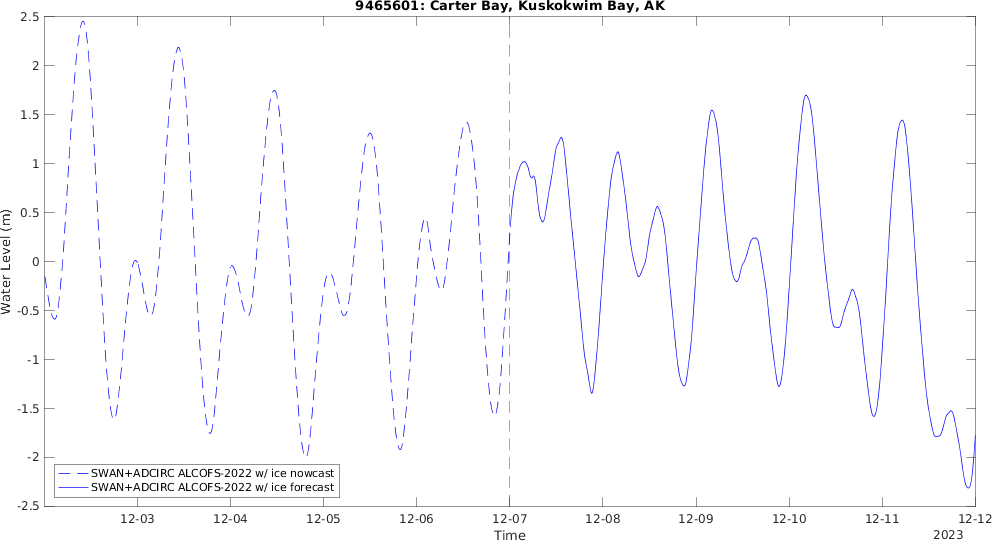 9465601: Carter Bay, Kuskokwim Bay, AK
2.5
2
1.5
1
0.5
0
-0.5
-1
-1.5
-2
-2.5
Water Level (m)
SWAN+ADCIRC ALCOFS-2022 w/ ice nowcast
SWAN+ADCIRC ALCOFS-2022 w/ ice forecast
12-03 12-04 12-05 12-06 12-07 12-08 12-09 12-10 12-11 12-12
Time
2023